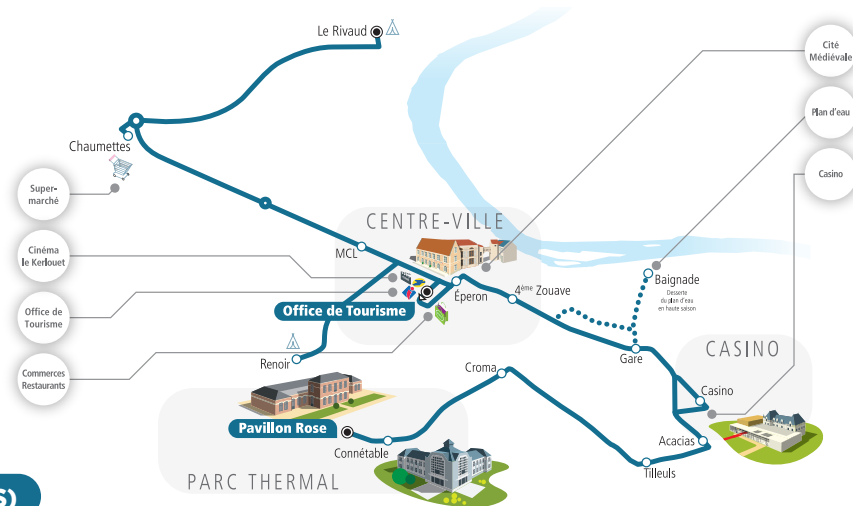 Le Rivaud
Cité
Médiévale
Plan d'eau
Chaumettes
Casino
Super-
marché
CENTRE-VILLE
MCL
Cinéma
le Kerlouet
Baignade
Desserte
du plan d'eau
en haute saison
Éperon
4ème Zouave
Office de Tourisme
Office de
Tourisme
CASINO
Gare
Renoir
Croma
Commerces
Restaurants
Casino
Pavillon Rose
Connétable
Acacias
Tilleuls
PARC THERMAL
S)